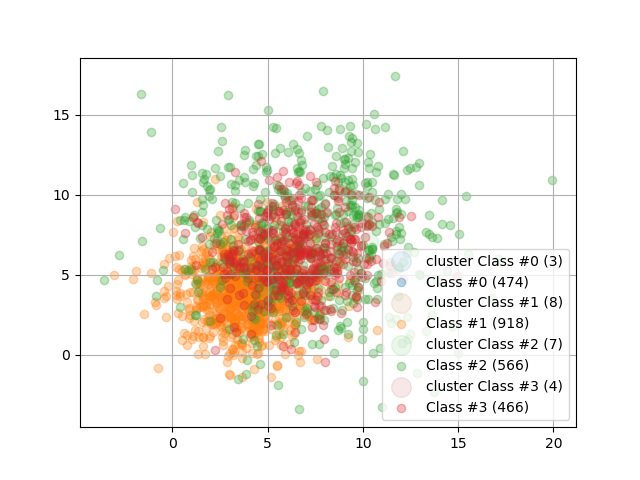 15
10
5
0
0
5
10
15
20
cluster Class #0 (3)
Class #0 (474)
cluster Class #1 (8)
Class #1 (918)
cluster Class #2 (7)
Class #2 (566)
cluster Class #3 (4)
Class #3 (466)